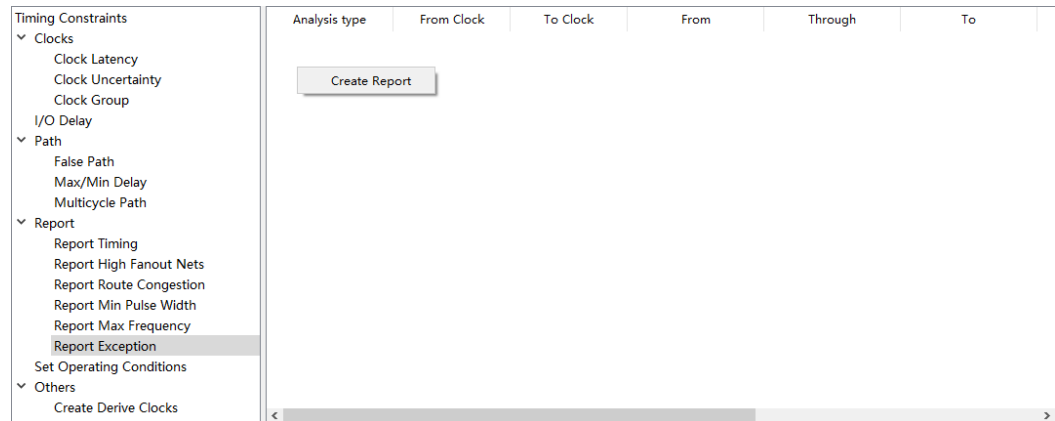 Timing Constraints
Clocks
Clock Latency
Clock Uncertainty
Clock Group
I/O Delay
Path
False Path
Max/Min Delay
Multicycle Path
Report
Report Timing
Report High Fanout Nets
Report Route Congestion
Report Min Pulse Width
Report Max Frequency
Report Exception
Set Operating Conditions
Others
Create Derive Clocks
Analysis type From Clock To Clock From Through To
Create Report